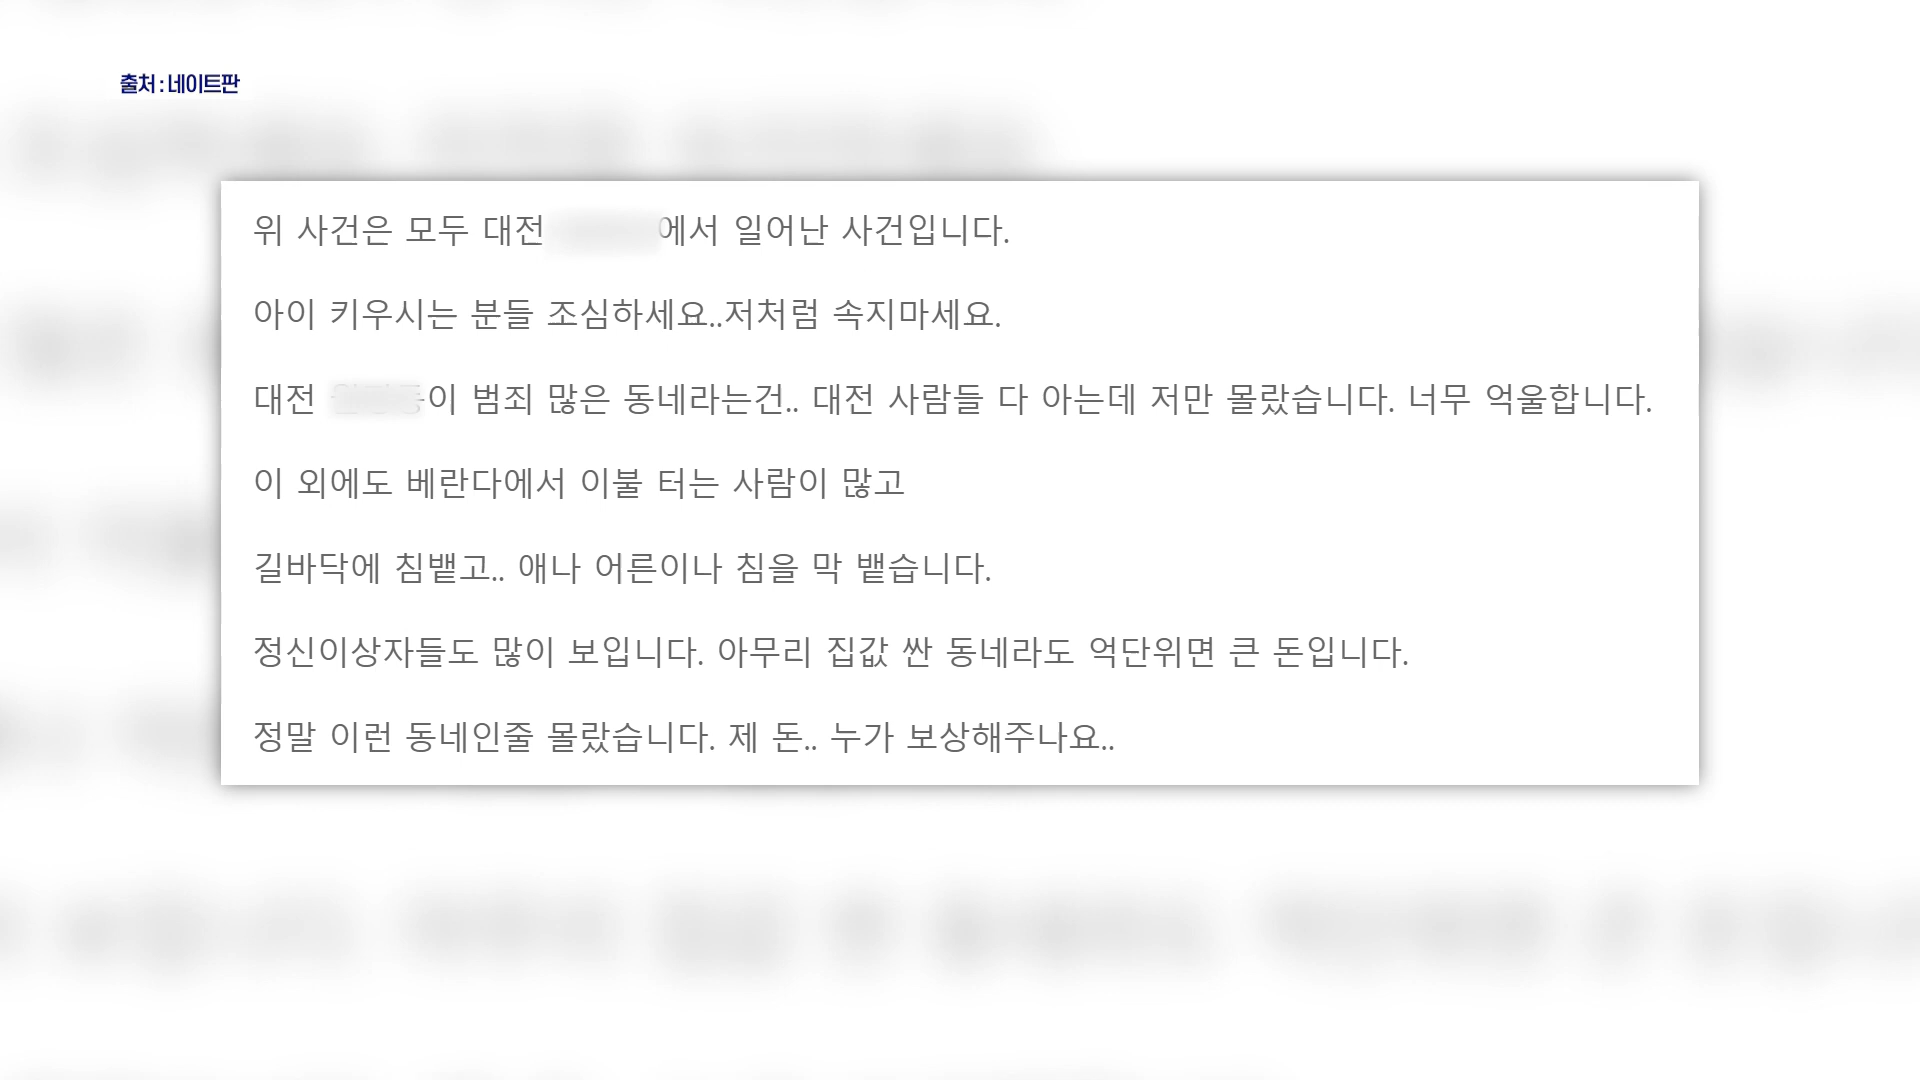 출처 : 네이트판
위 사건은 모두 대전 에서 일어난 사건입니다.
아이 키우시는 분들 조심하세요..저처럼 속지마세요.
대전 이 범죄 많은 동네라는건.. 대전 사람들 다 아는데 저만 몰랐습니다. 너무 억울합니다.
이 외에도 베란다에서 이불 터는 사람이 많고
길바닥에 침뱉고.. 애나 어른이나 침을 막 뱉습니다.
정신이상자들도 많이 보입니다. 아무리 집값 싼 동네라도 억단위면 큰 돈입니다.
정말 이런 동네인줄 몰랐습니다. 제 돈.. 누가 보상해주나요..